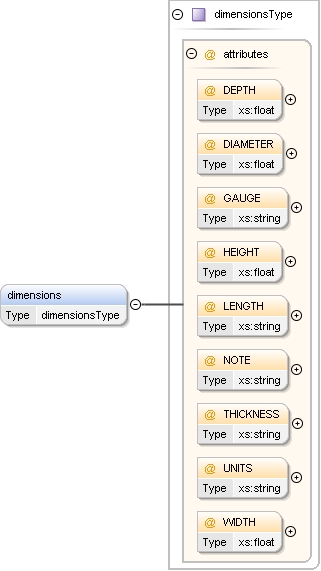 dimensionsType
attributes
@ DEPTH
Type xs:float
@ DIAMETER
Type xs:float
@ GAUGE
Type xs:string
@ HEIGHT
Type xs:float
dimensions
Type dimensionsType
@ LENGTH
Type xs:string
@ NOTE
Type xs:string
@ THICKNESS
Type xs:string
@ UNITS
Type xs:string
@ WIDTH
Type xs:float